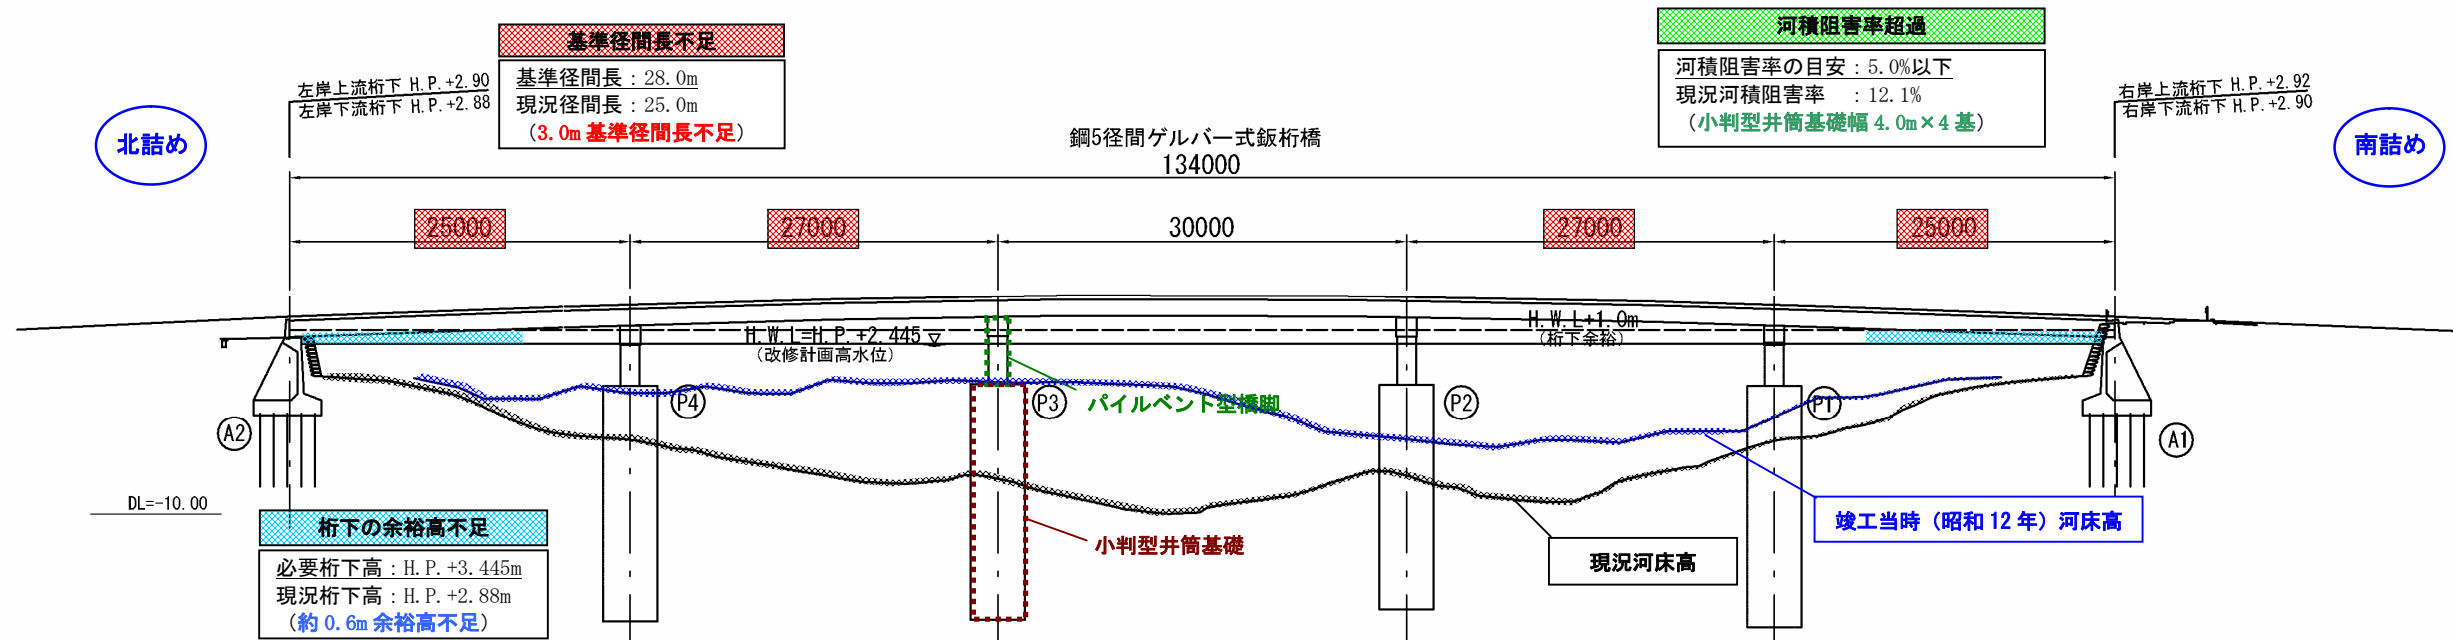 基準径間長不足
基準径間長：28.0m
現況径間長：25.0m
（3.0m 基準径間長不足）
河積阻害率超過
河積阻害率の目安：5.0%以下
現況河積阻害率　：12.1%
（小判型井筒基礎幅 4.0m×4 基）
左岸上流桁下 H.P.+2.90
左岸下流桁下 H.P.+2.88
右岸上流桁下 H.P.+2.92
右岸下流桁下 H.P.+2.90
北詰め
南詰め
鋼5径間ゲルバー式鈑桁橋
134000
25000
27000
30000
27000
25000
H.W.L=H.P.+2.445
（改修計画高水位）
H.W.L+1.0m
（桁下余裕）
P4
P3
パイルベント型橋脚
P2
P1
A2
A1
DL=-10.00
桁下の余裕高不足
必要桁下高：H.P.+3.445m
現況桁下高：H.P.+2.88m
（約 0.6m 余裕高不足）
小判型井筒基礎
現況河床高
竣工当時（昭和 12 年）河床高